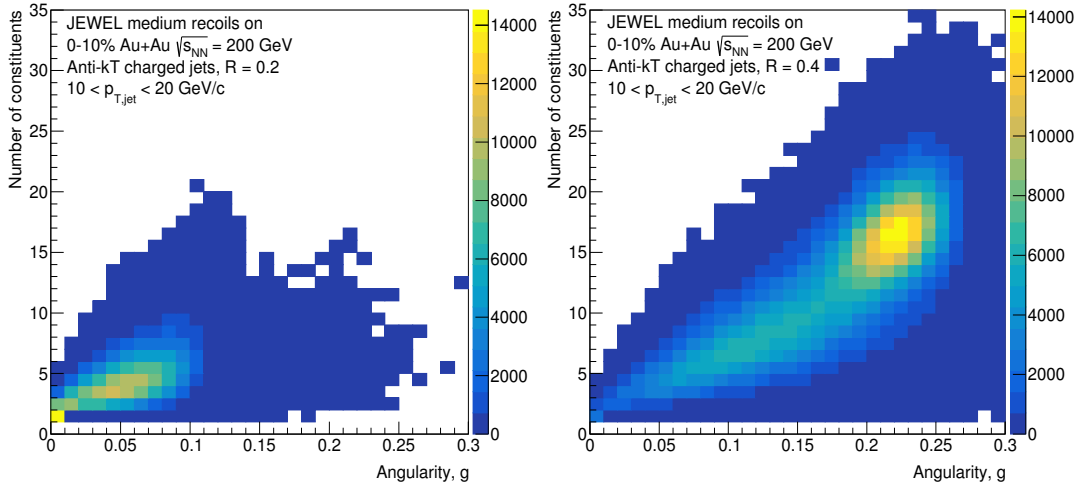 JEWEL medium recoils on
0-10% Au+Au √s_NN = 200 GeV
Anti-kT charged jets, R = 0.2
10 < p_T,jet < 20 GeV/c
Number of constituents
35
30
25
20
15
10
5
0
0 0.05 0.1 0.15 0.2 0.25 0.3
Angularity, g
14000
12000
10000
8000
6000
4000
2000
0
JEWEL medium recoils on
0-10% Au+Au √s_NN = 200 GeV
Anti-kT charged jets, R = 0.4
10 < p_T,jet < 20 GeV/c
Number of constituents
35
30
25
20
15
10
5
0
0 0.05 0.1 0.15 0.2 0.25 0.3
Angularity, g
14000
12000
10000
8000
6000
4000
2000
0